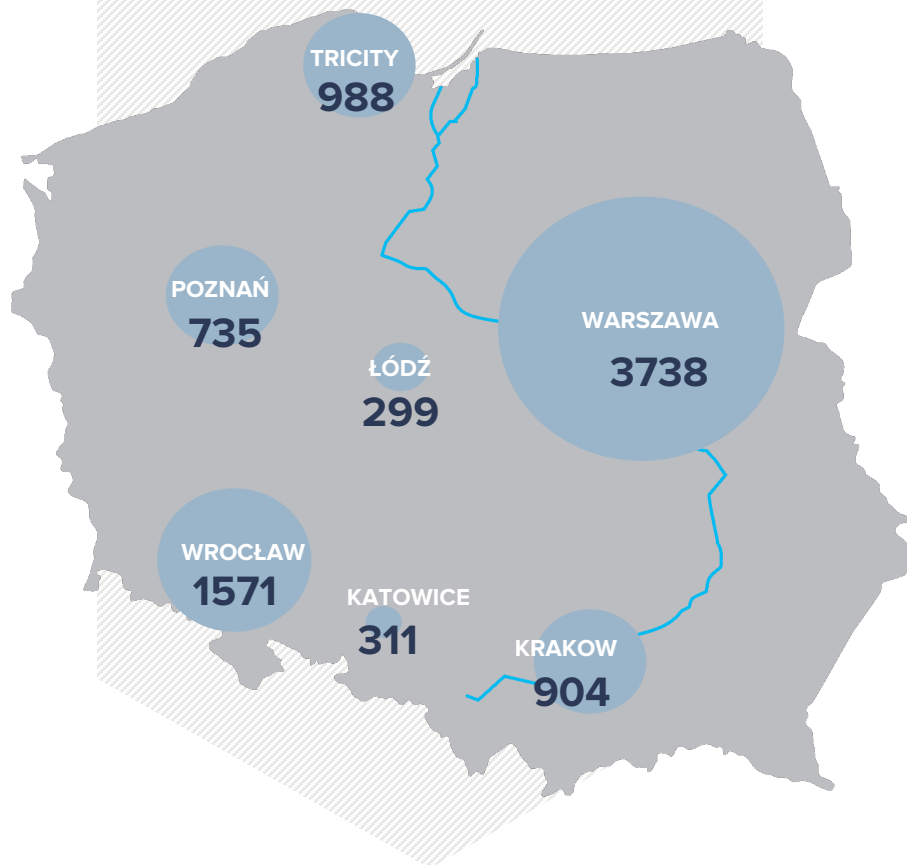 TRICITY
988
POZNAŃ
735
WARSZAWA
3738
ŁÓDŹ
299
WROCŁAW
1571
KATOWICE
311
KRAKOW
904